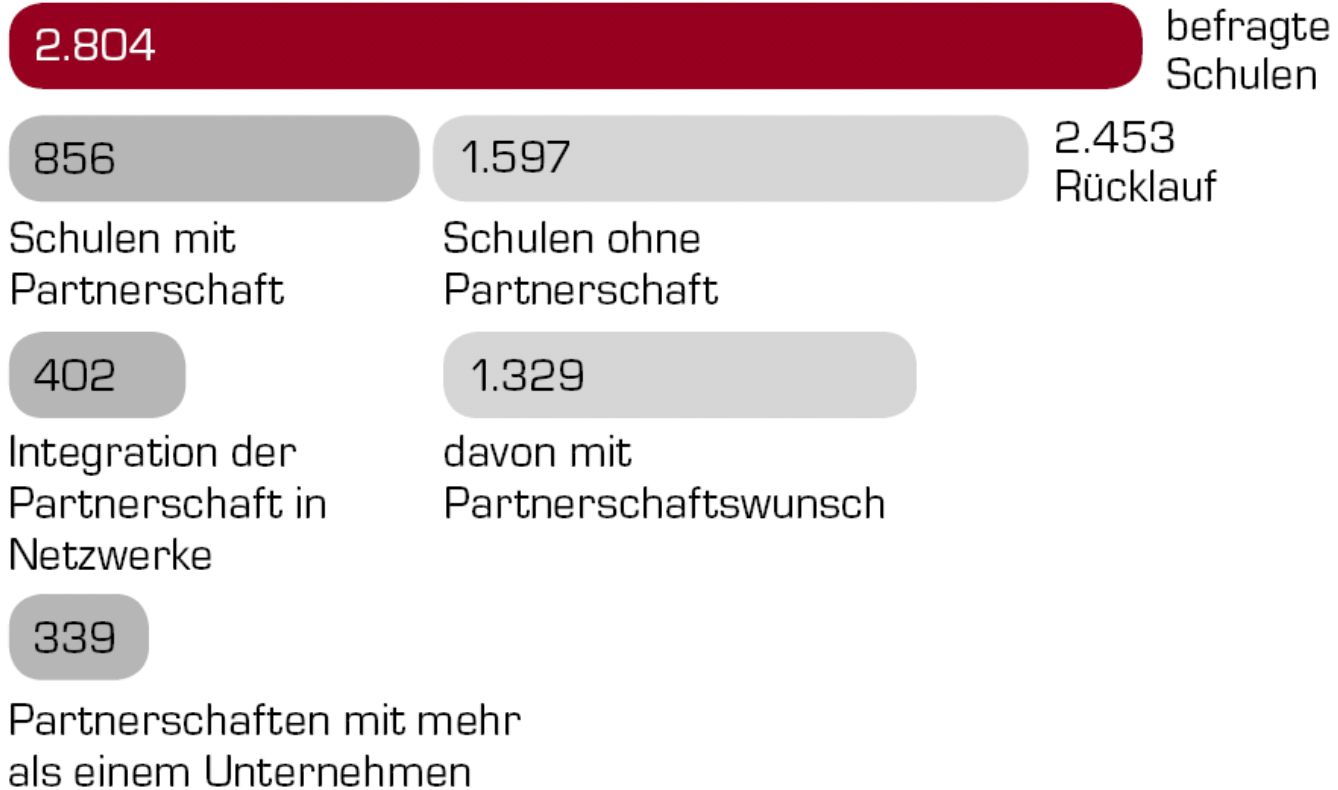 2.804
befragte
Schulen
856
1.597
2.453
Rücklauf
Schulen mit
Partnerschaft
Schulen ohne
Partnerschaft
402
1.329
Integration der
Partnerschaft in
Netzwerke
davon mit
Partnerschaftswunsch
339
Partnerschaften mit mehr
als einem Unternehmen